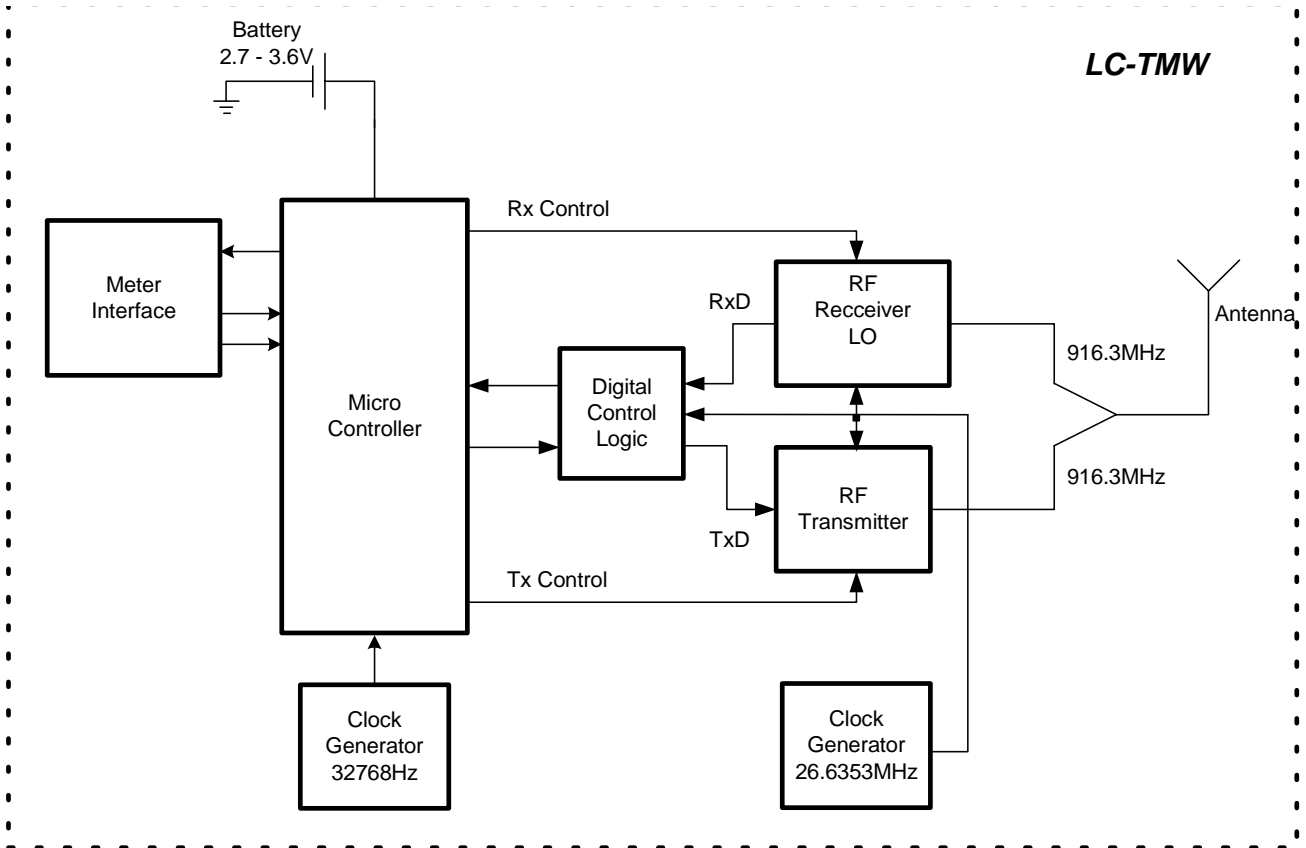 Battery
2.7 - 3.6V
LC-TMW
Rx Control
Meter
Interface
RF
Recceiver
LO
RxD
Antenna
916.3MHz
Micro
Controller
Digital
Control
Logic
916.3MHz
RF
Transmitter
TxD
Tx Control
Clock
Generator
32768Hz
Clock
Generator
26.6353MHz